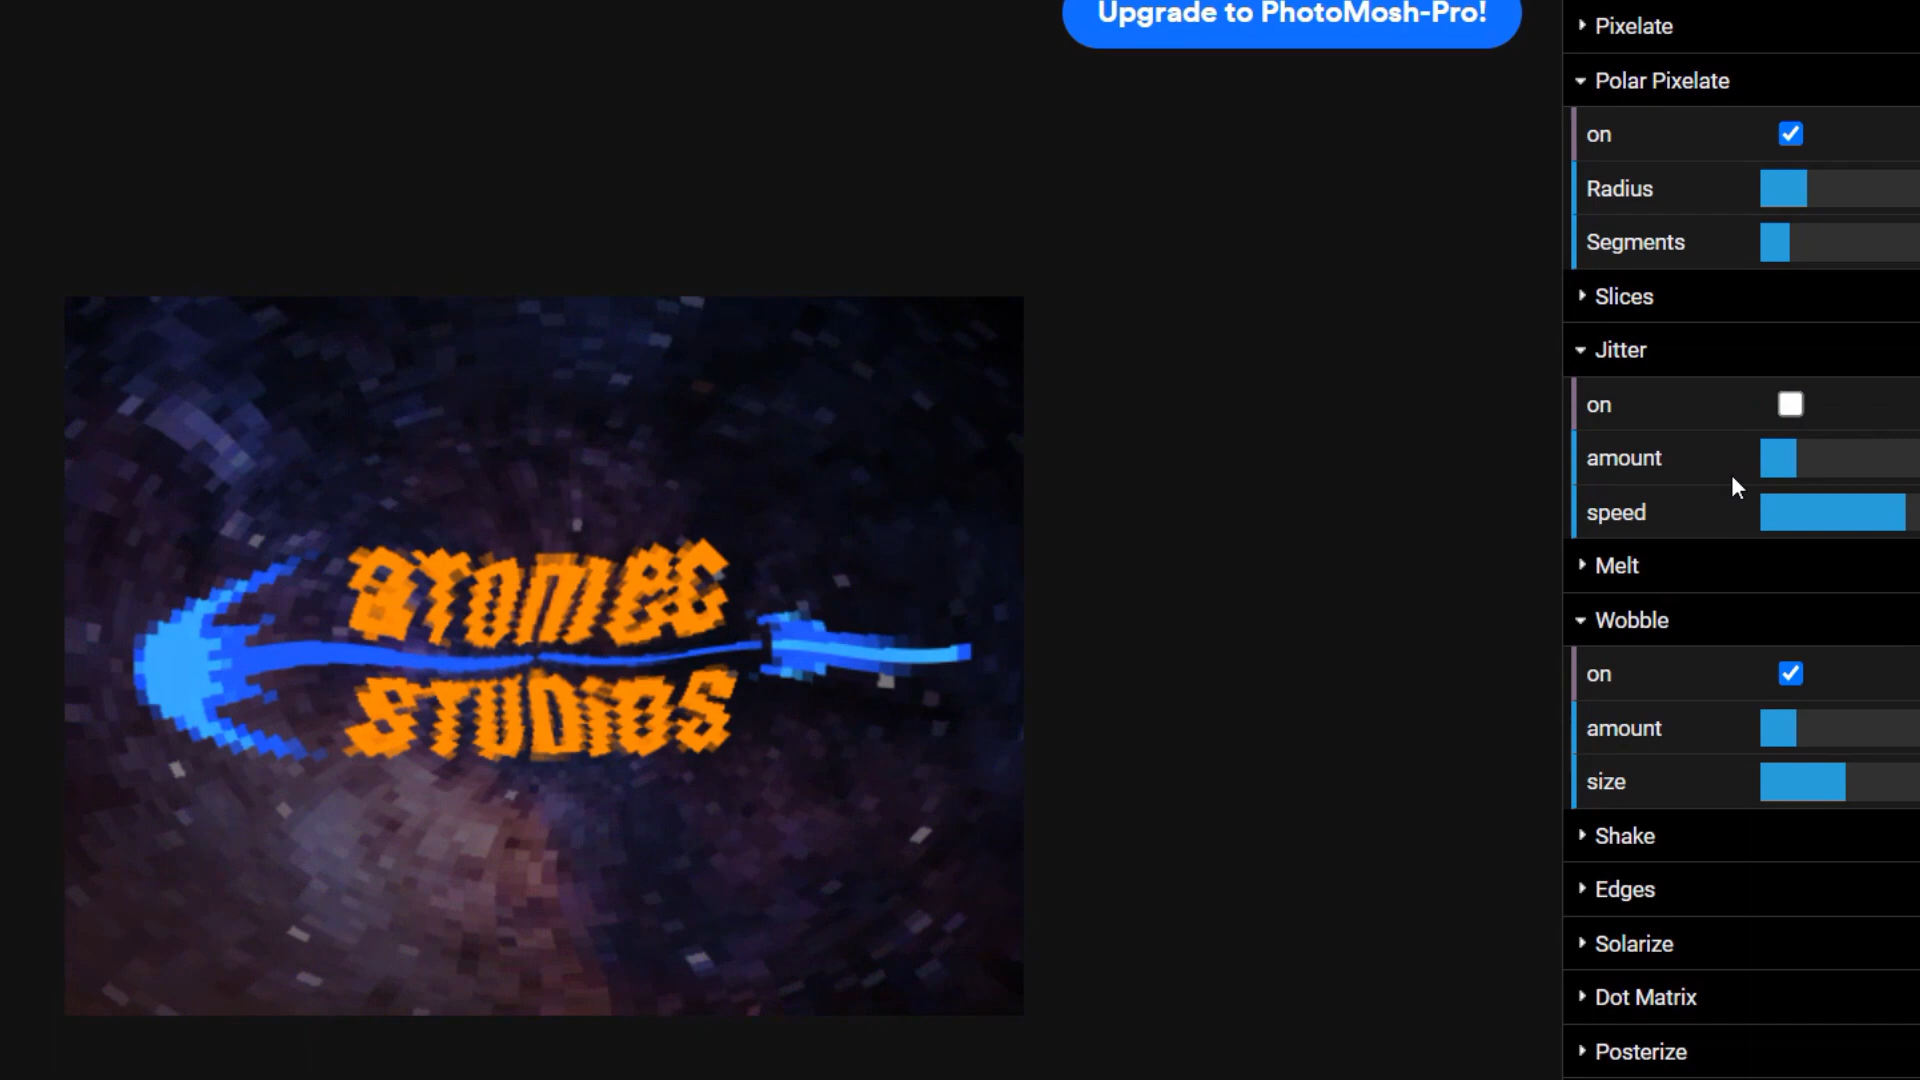 Upgrade to PhotoMosh-Pro!
STUDiOS
Pixelate
Polar Pixelate
on
Radius
Segments
Slices
Jitter
on
amount
speed
Melt
Wobble
on
amount
size
Shake
Edges
Solarize
Dot Matrix
Posterize